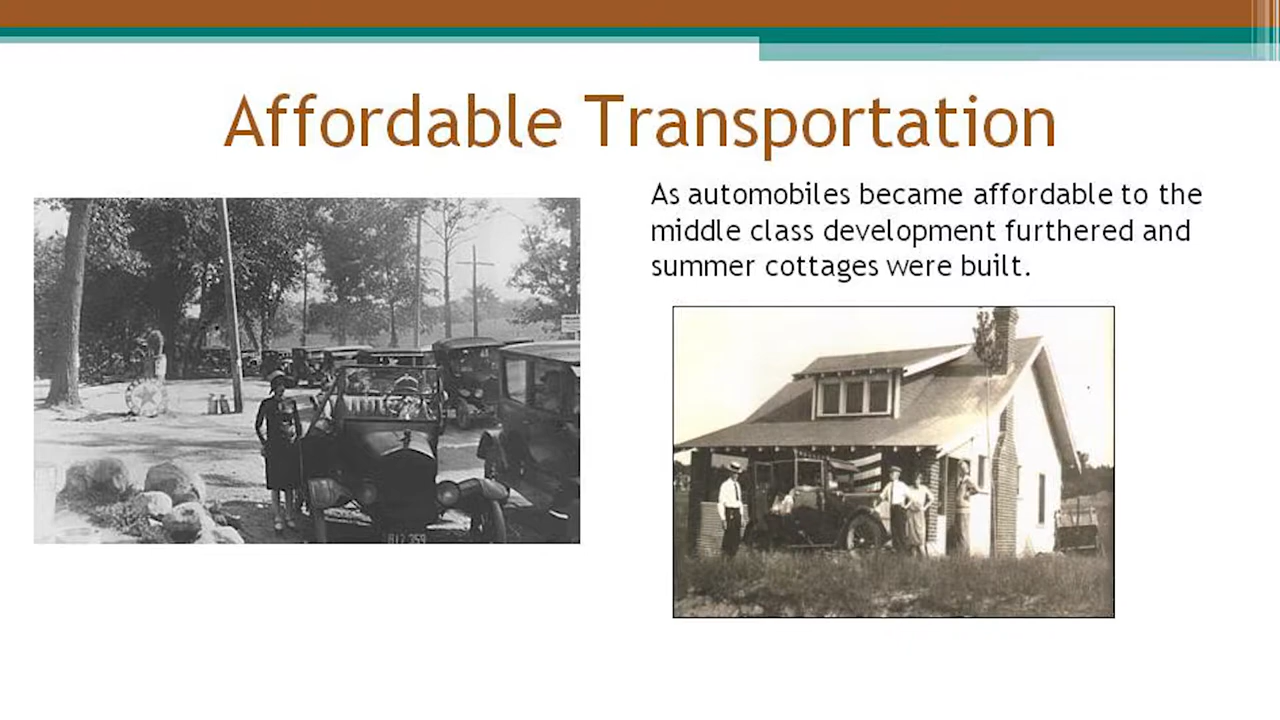 Affordable Transportation
As automobiles became affordable to the
middle class development furthered and
summer cottages were built.